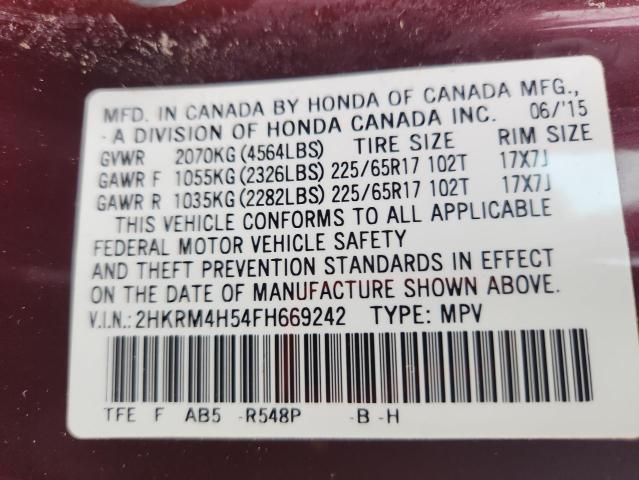 MFD. IN CANADA BY HONDA OF CANADA MFG.,
-A DIVISION OF HONDA CANADA INC. 06/'15
GVWR 2070KG(4564LBS) TIRE SIZE RIM SIZE
GAWR F 1055KG(2326LBS) 225/65R17 102T 17X7J
GAWR R 1035KG(2282LBS) 225/65R17 102T 17X7J
THIS VEHICLE CONFORMS TO ALL APPLICABLE
FEDERAL MOTOR VEHICLE SAFETY
AND THEFT PREVENTION STANDARDS IN EFFECT
ON THE DATE OF MANUFACTURE SHOWN ABOVE.
V.I.N.:2HKRM4H54FH669242 TYPE: MPV
TFE F AB5 -R548P -B -H